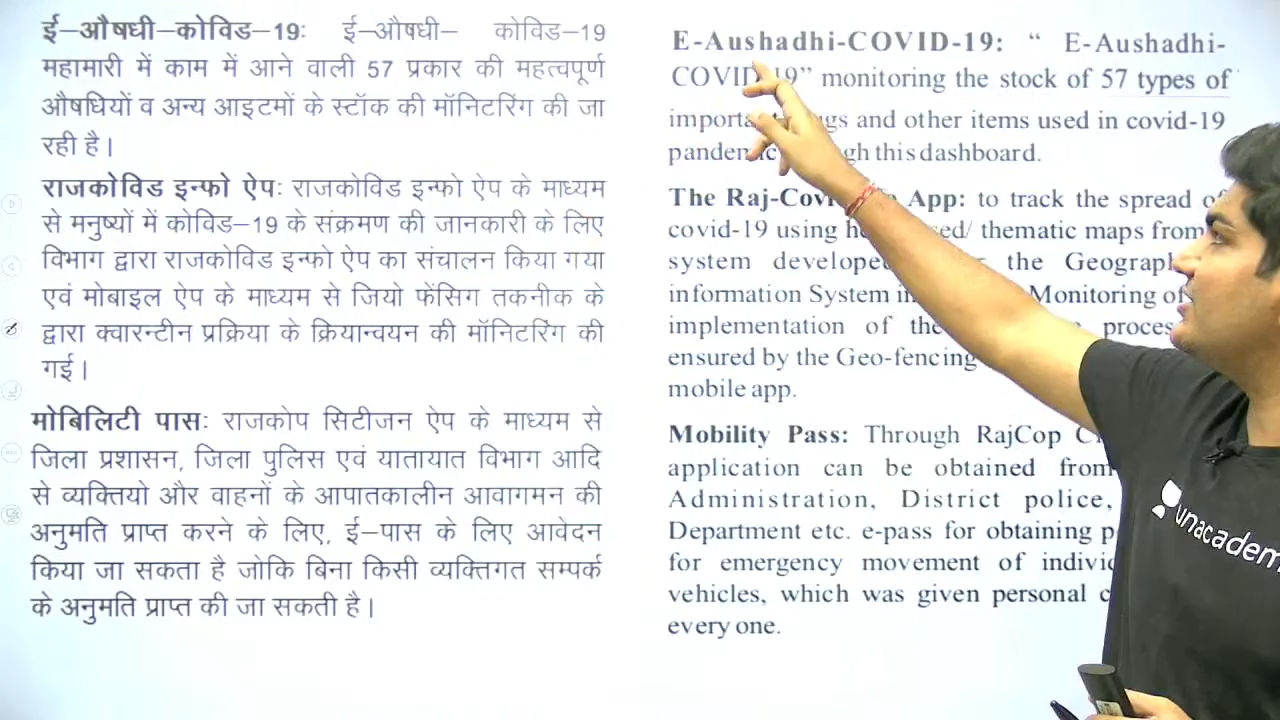 ई–औषधी–कोविड–19ः ई–औषधी– कोविड–19
महामारी में काम में आने वाली 57 प्रकार की महत्वपूर्ण
औषधियों व अन्य आइटमों के स्टॉक की मॉनिटरिंग की जा
रही है।
राजकोविड इन्फो ऐपः राजकोविड इन्फो ऐप के माध्यम
से मनुष्यों में कोविड–19 के संक्रमण की जानकारी के लिए
विभाग द्वारा राजकोविड इन्फो ऐप का संचालन किया गया
एवं मोबाइल ऐप के माध्यम से जियो फेंसिग तकनीक के
द्वारा क्वारन्टीन प्रक्रिया के क्रियान्वयन की मॉनिटरिंग की
गई।
मोबिलिटी पासः राजकोप सिटीजन ऐप के माध्यम से
जिला प्रशासन, जिला पुलिस एवं यातायात विभाग आदि
से व्यक्तियो और वाहनों के आपातकालीन आवागमन की
अनुमति प्राप्त करने के लिए, ई–पास के लिए आवेदन
किया जा सकता है जोकि बिना किसी व्यक्तिगत सम्पर्क
के अनुमति प्राप्त की जा सकती है।
E-Aushadhi-COVID-19: “ E-Aushadhi-
COVID-19” monitoring the stock of 57 types of
and other items used in covid-19
this dashboard.
The App: to track the spread of
covid-19 using thematic maps from
system developed the
information System Monitoring of
implementation of the
ensured by the Geo-fencing
mobile app.
Mobility Pass: Through RajCop
application can be obtained from
Administration, District police,
Department etc. e-pass for obtaining
for emergency movement of
vehicles, which was given personal
every one.
unacademy